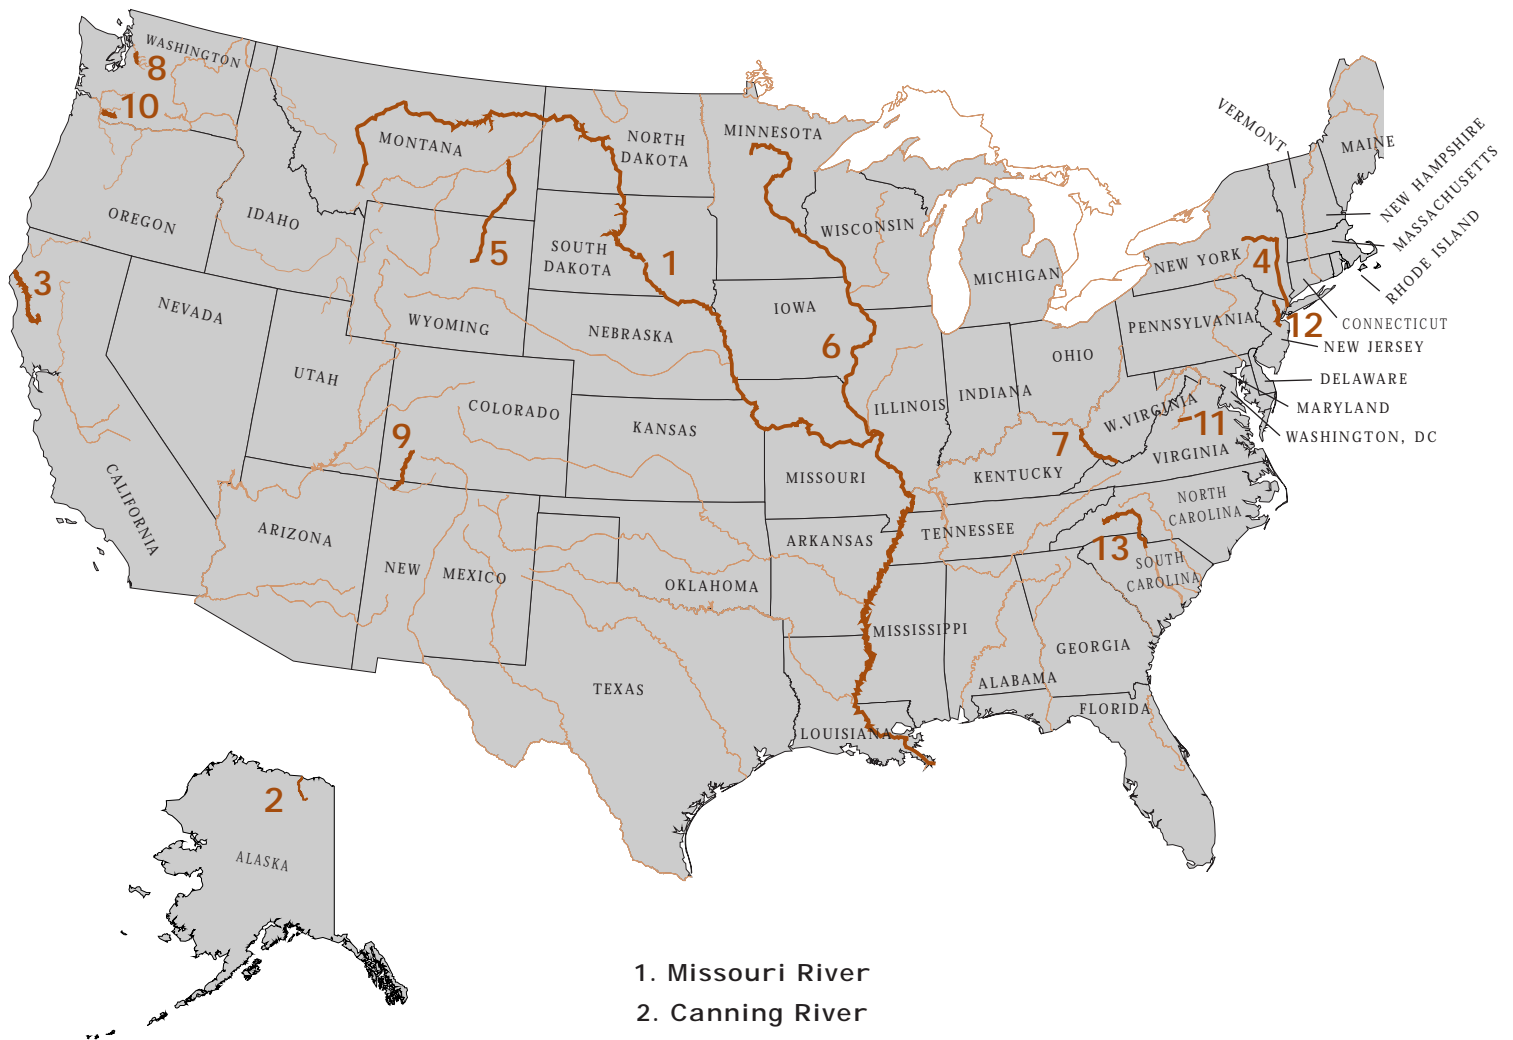 WASHINGTON
8
10
MONTANA
NORTH
DAKOTA
MINNESOTA
VERMONT
MAINE
NEW HAMPSHIRE
MASSACHUSETTS
RHODE ISLAND
OREGON
IDAHO
5
SOUTH
DAKOTA
1
WISCONSIN
MICHIGAN
NEW YORK
4
3
NEVADA
WYOMING
NEBRASKA
IOWA
6
PENNSYLVANIA
12
CONNECTICUT
NEW JERSEY
OHIO
UTAH
COLORADO
ILLINOIS
INDIANA
DELAWARE
MARYLAND
WASHINGTON, DC
9
KANSAS
7
W.VIRGINIA
11
VIRGINIA
CALIFORNIA
MISSOURI
KENTUCKY
NORTH
CAROLINA
ARIZONA
NEW MEXICO
OKLAHOMA
ARKANSAS
TENNESSEE
13
SOUTH
CAROLINA
MISSISSIPPI
GEORGIA
TEXAS
ALABAMA
FLORIDA
LOUISIANA
2
ALASKA
1. Missouri River
2. Canning River